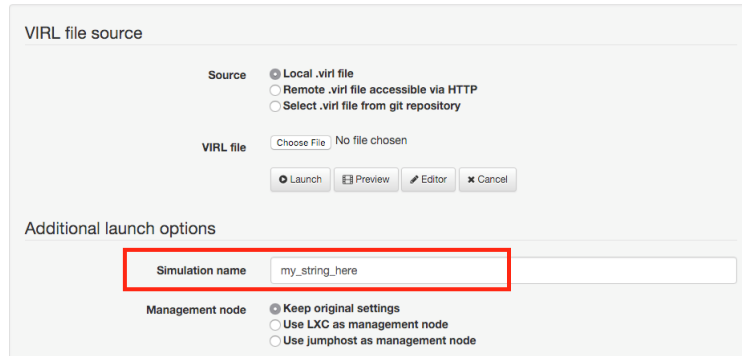 VIRL file source
Source
Local .virl file
Remote .virl file accessible via HTTP
Select .virl file from git repository
VIRL file
Choose File No file chosen
Launch Preview Editor Cancel
Additional launch options
Simulation name my_string_here
Management node
Keep original settings
Use LXC as management node
Use jumphost as management node